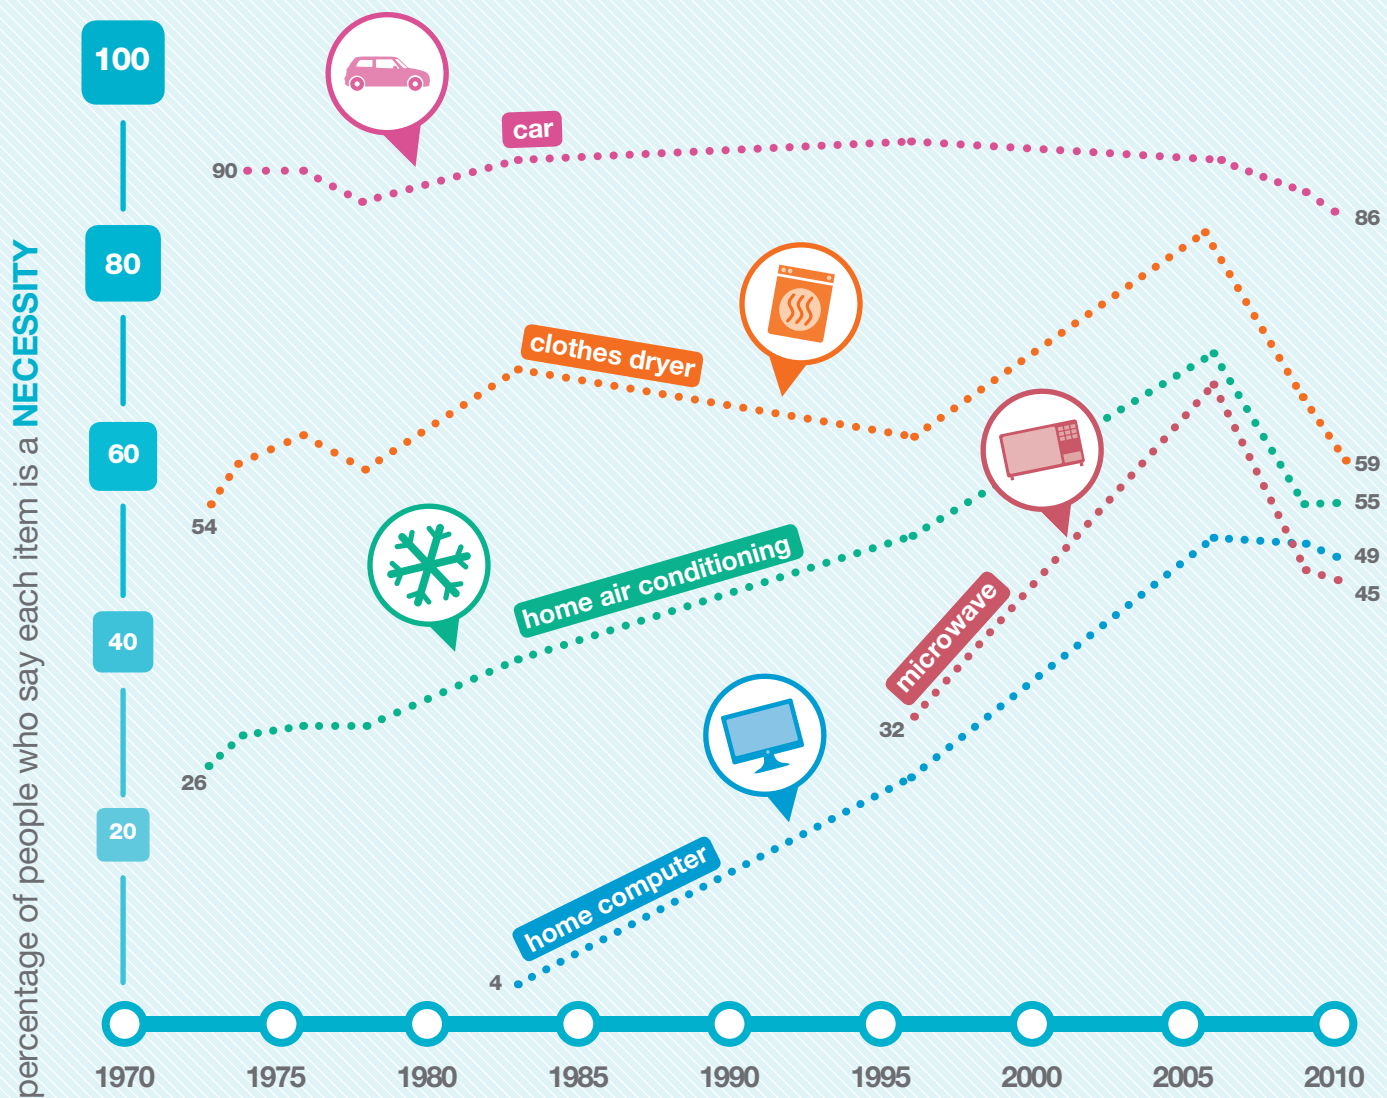 percentage of people who say each item is a NECESSITY
100
80
60
40
20
car
90
86
clothes dryer
54
59
home air conditioning
26
55
microwave
32
45
home computer
4
49
1970 1975 1980 1985 1990 1995 2000 2005 2010